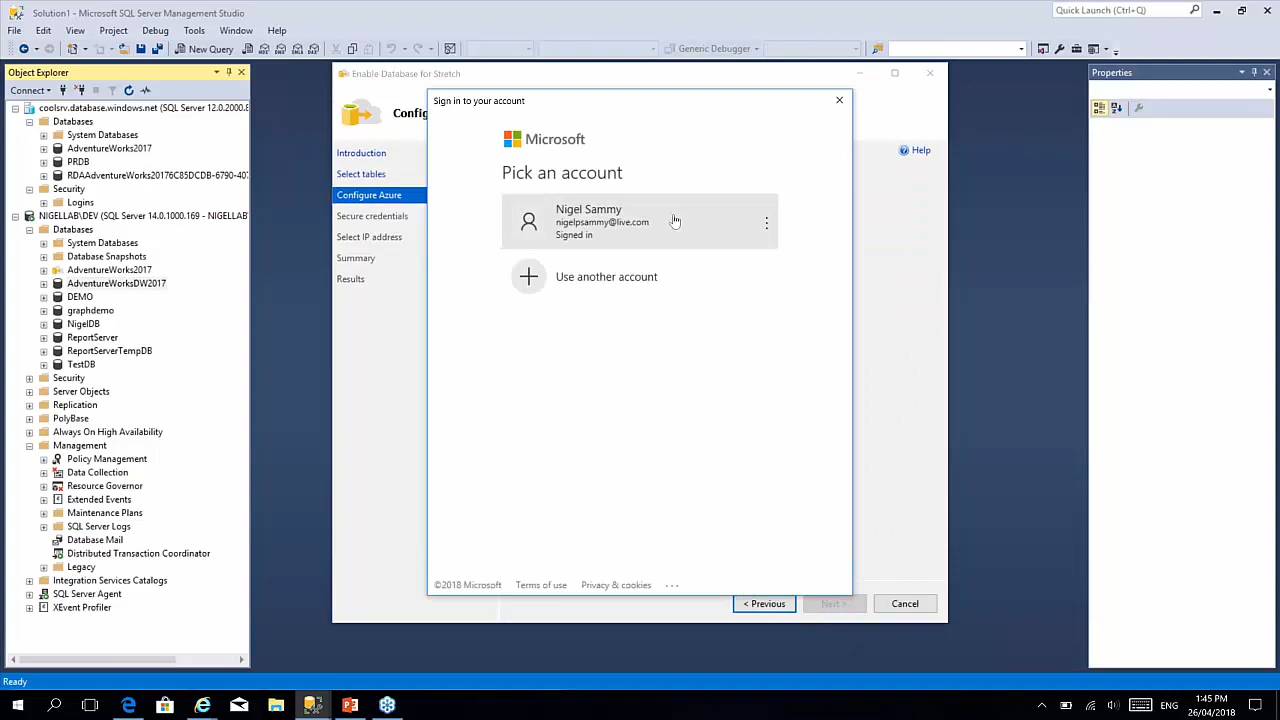 Solution1 - Microsoft SQL Server Management Studio
Quick Launch (Ctrl+Q)
File Edit View Project Debug Tools Window Help
New Query
Generic Debugger
Object Explorer
Connect
coolsrv.database.windows.net (SQL Server 12.0.2000.8
Databases
System Databases
AdventureWorks2017
PRDB
RDAAdventureWorks20176C85DCDB-6790-407
Security
Logins
NIGELLAB\DEV (SQL Server 14.0.1000.169 - NIGELLAB\
Databases
System Databases
Database Snapshots
AdventureWorks2017
AdventureWorksDW2017
DEMO
graphdemo
NigelDB
ReportServer
ReportServerTempDB
TestDB
Security
Server Objects
Replication
PolyBase
Always On High Availability
Management
Policy Management
Data Collection
Resource Governor
Extended Events
Maintenance Plans
SQL Server Logs
Database Mail
Distributed Transaction Coordinator
Legacy
Integration Services Catalogs
SQL Server Agent
XEvent Profiler
Enable Database for Stretch
Config
Help
Introduction
Select tables
Configure Azure
Secure credentials
Select IP address
Summary
Results
Sign in to your account
Microsoft
Pick an account
Nigel Sammy
nigelpsammy@live.com
Signed in
Use another account
©2018 Microsoft Terms of use Privacy & cookies ...
< Previous Next > Cancel
Properties
Ready
ENG
1:45 PM
26/04/2018